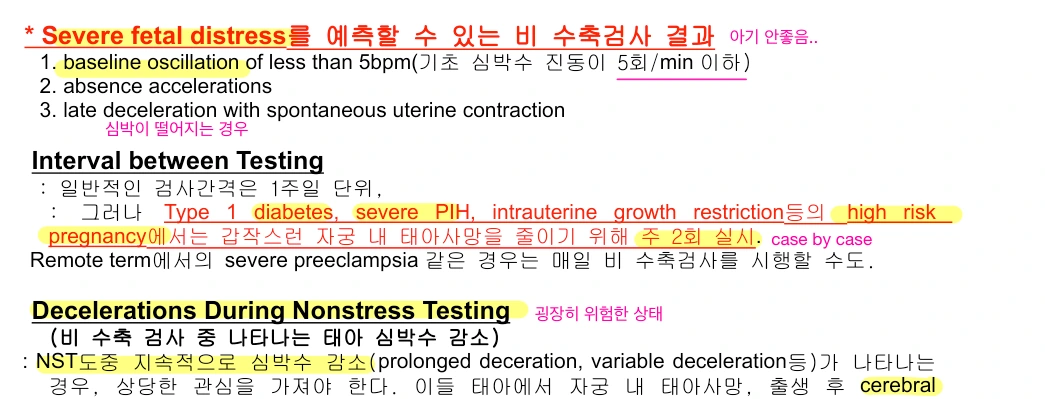 * Severe fetal distress를 예측할 수 있는 비 수축검사 결과 아기 안좋음..
1. baseline oscillation of less than 5bpm(기초 심박수 진동이 5회/min 이하)
2. absence accelerations
3. late deceleration with spontaneous uterine contraction
심박이 떨어지는 경우
Interval between Testing
: 일반적인 검사간격은 1주일 단위,
: 그러나 Type 1 diabetes, severe PIH, intrauterine growth restriction등의 high risk
pregnancy에서는 갑작스런 자궁 내 태아사망을 줄이기 위해 주 2회 실시. case by case
Remote term에서의 severe preeclampsia 같은 경우는 매일 비 수축검사를 시행할 수도.
Decelerations During Nonstress Testing 굉장히 위험한 상태
(비 수축 검사 중 나타나는 태아 심박수 감소)
: NST도중 지속적으로 심박수 감소(prolonged deceration, variable deceleration등)가 나타나는
경우, 상당한 관심을 가져야 한다. 이들 태아에서 자궁 내 태아사망, 출생 후 cerebral